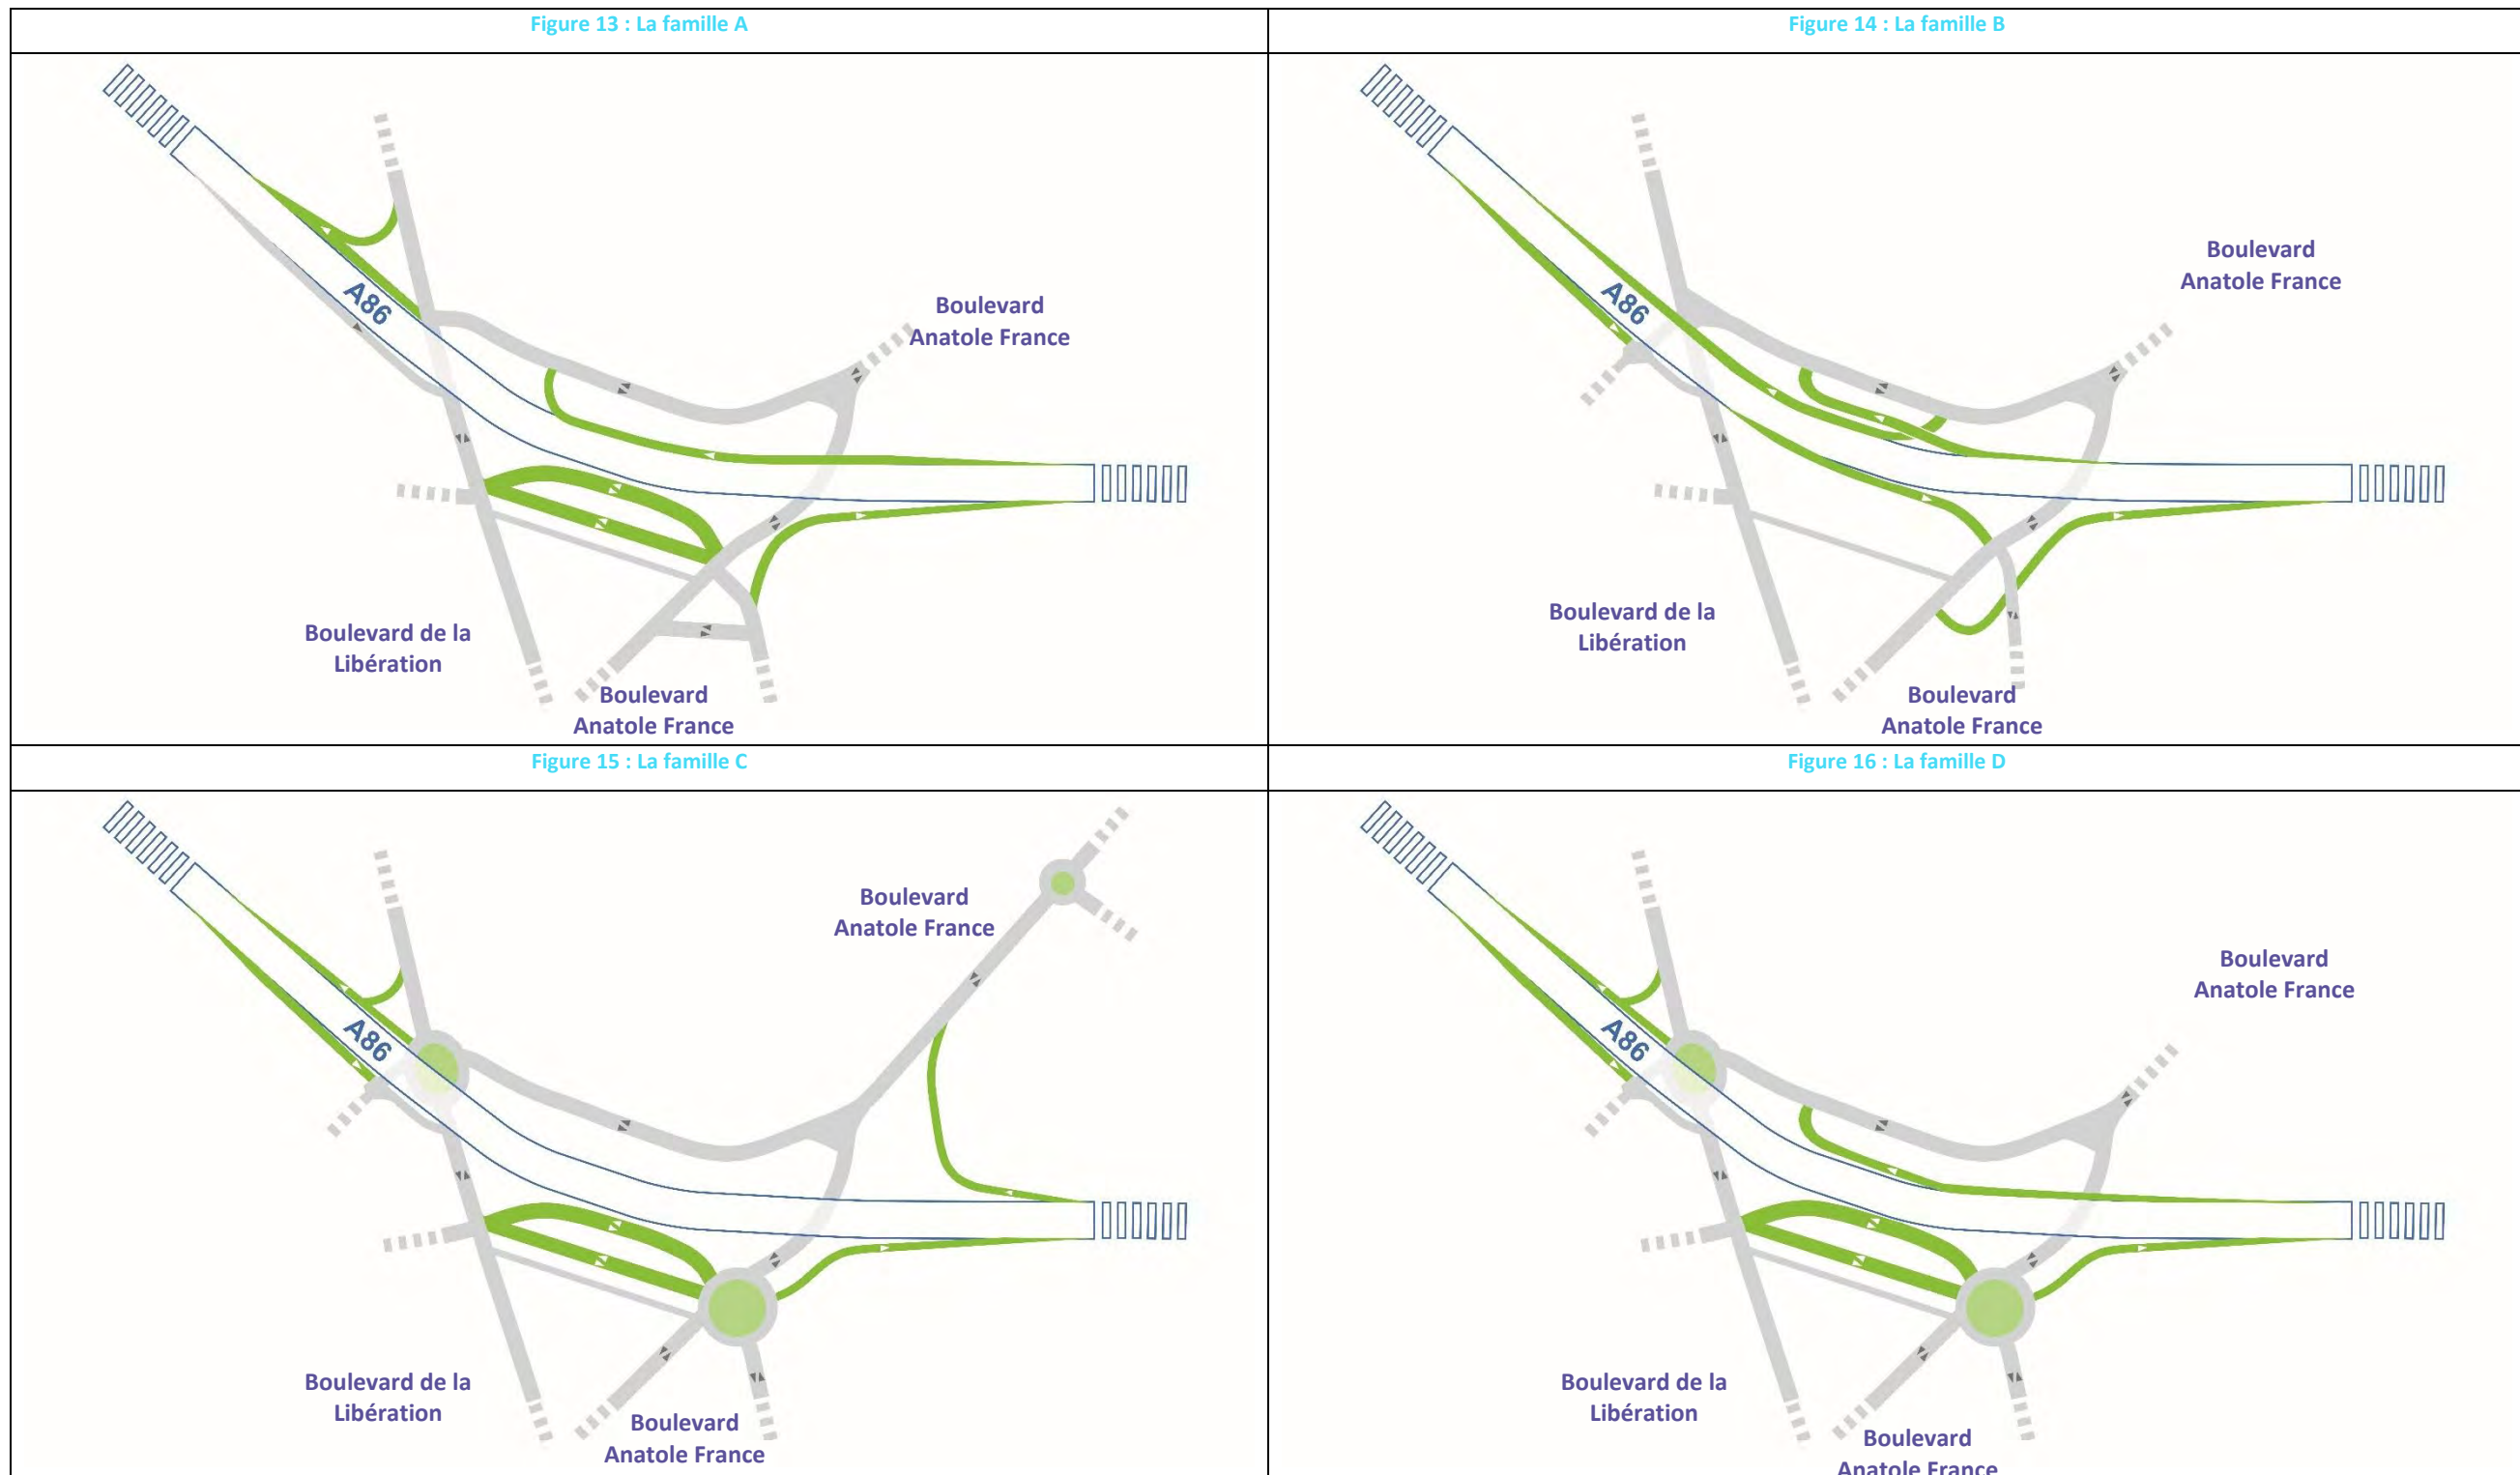 Figure 13 : La famille A
Figure 14 : La famille B
A86
Boulevard
Anatole France
Boulevard de la
Libération
Boulevard
Anatole France
A86
Boulevard
Anatole France
Boulevard de la
Libération
Boulevard
Anatole France
Figure 15 : La famille C
Figure 16 : La famille D
Boulevard
Anatole France
A86
Boulevard de la
Libération
Boulevard
Anatole France
Boulevard
Anatole France
A86
Boulevard de la
Libération
Boulevard
Anatole France